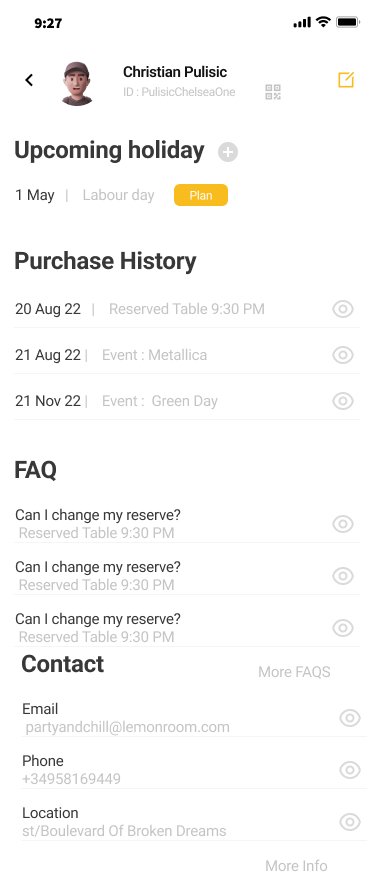 9:27
Christian Pulisic
ID : PulisicChelseaOne
Upcoming holiday
1 May | Labour day Plan
Purchase History
20 Aug 22 | Reserved Table 9:30 PM
21 Aug 22 | Event : Metallica
21 Nov 22 | Event : Green Day
FAQ
Can I change my reserve?
Reserved Table 9:30 PM
Can I change my reserve?
Reserved Table 9:30 PM
Can I change my reserve?
Reserved Table 9:30 PM
Contact
More FAQS
Email
partyandchill@lemonroom.com
Phone
+34958169449
Location
st/Boulevard Of Broken Dreams
More Info